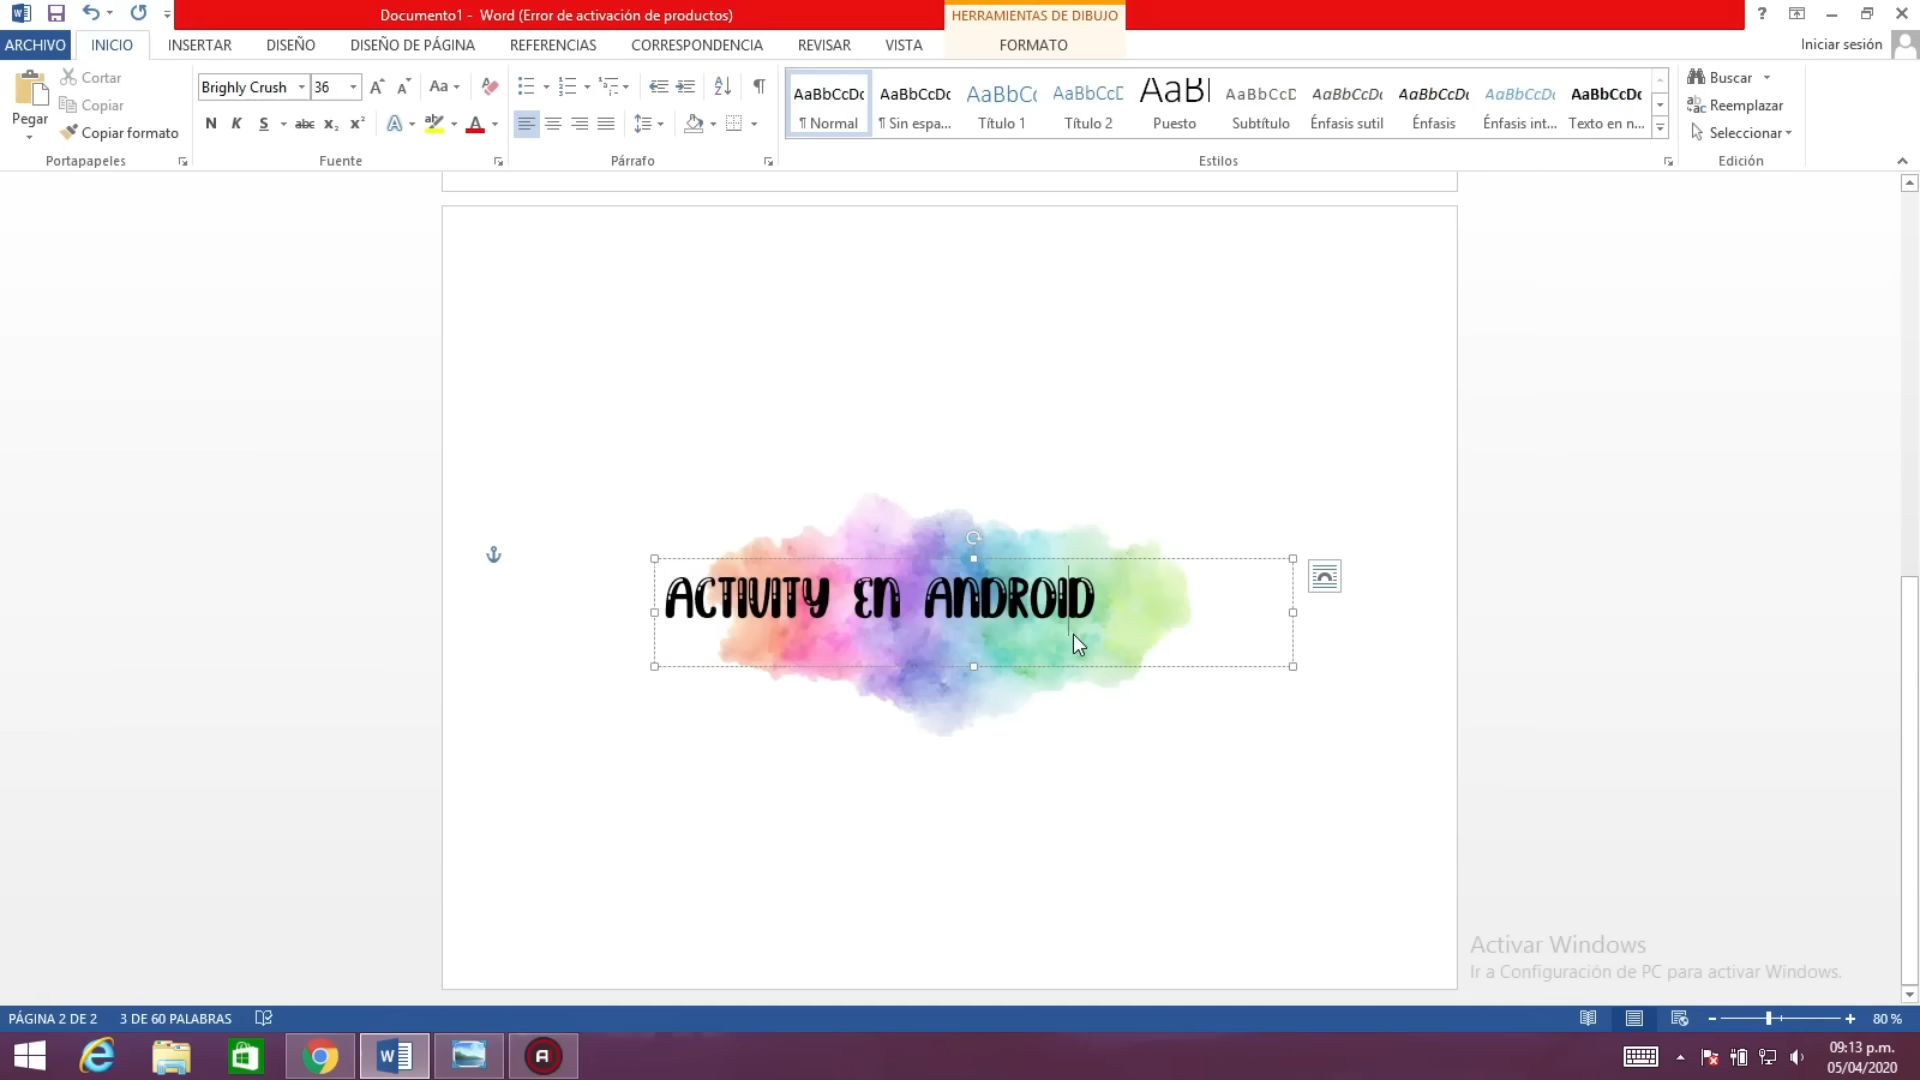 Documento1 - Word (Error de activación de productos)
HERRAMIENTAS DE DIBUJO
?
ARCHIVO INICIO INSERTAR DISEÑO DISEÑO DE PÁGINA REFERENCIAS CORRESPONDENCIA REVISAR VISTA FORMATO
Iniciar sesión
Pegar
Cortar
Copiar
Copiar formato
Portapapeles
Brighly Crush 36
Aa
N K S abc x₂ x² A ab A
Fuente
Párrafo
AaBbCcDc AaBbCcDc AaBbC( AaBbCcD AaB AaBbCcD AaBbCcDc AaBbCcDc AaBbCcDc AaBbCcDc
¶ Normal ¶ Sin espa... Título 1 Título 2 Puesto Subtítulo Énfasis sutil Énfasis Énfasis int... Texto en n...
Estilos
Buscar
Reemplazar
Seleccionar
Edición
ACTIVITY EN ANDROID
Activar Windows
Ir a Configuración de PC para activar Windows.
PÁGINA 2 DE 2 3 DE 60 PALABRAS
80 %
09:13 p.m.
05/04/2020